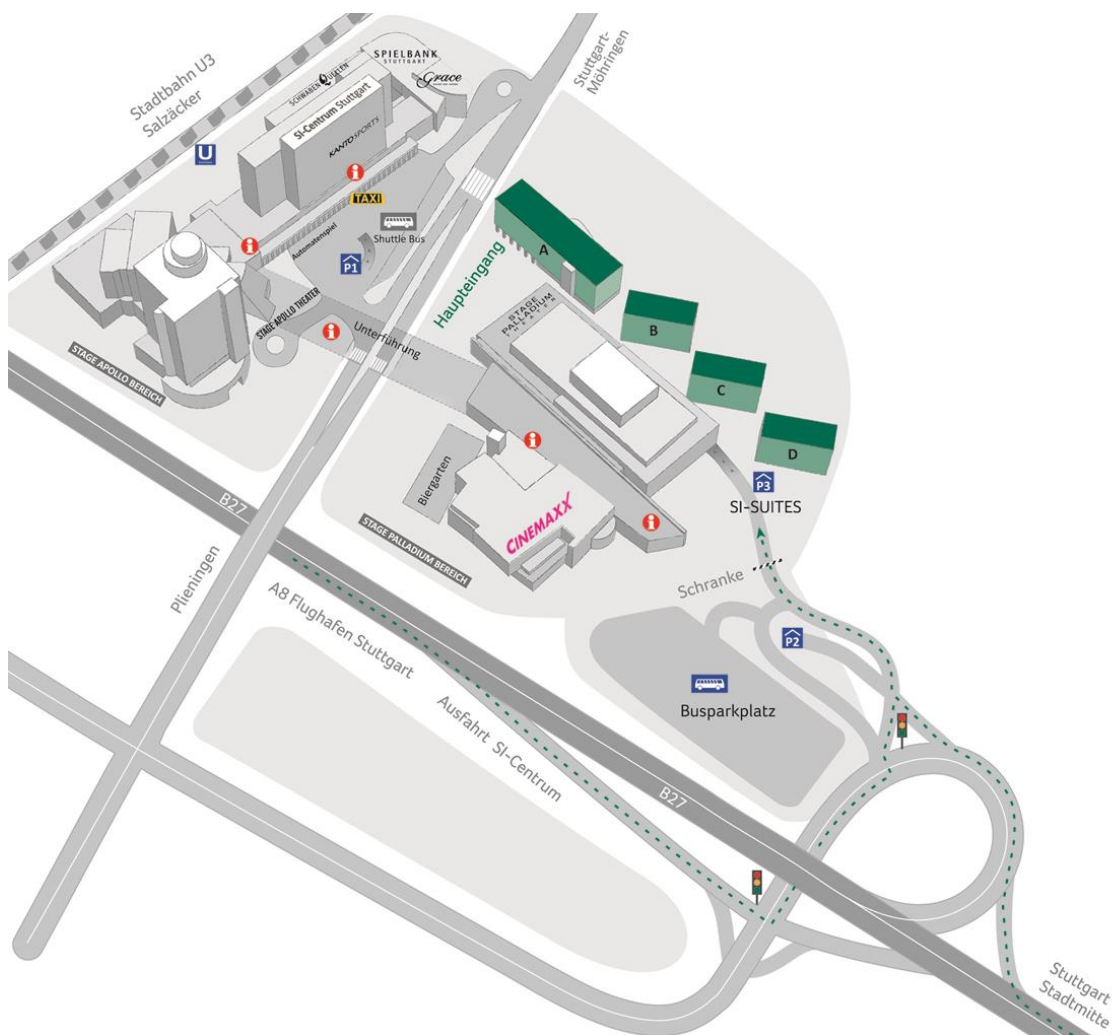 Stadtbahn U3
Salzäcker
U
SPIELBANK
STUTTGART
Grace
SCHWABEN QUELLEN
SI-Centrum Stuttgart
KANTOSPORTS
Stuttgart-
Möhringen
i
TAXI
Shuttle Bus
Automatenspiel
i
P1
STAGE APOLLO THEATER
i
Unterführung
Haupteingang
A
B
C
D
STAGE
PALLADIUM
THEATER
STAGE APOLLO BEREICH
Biergarten
i
CINEMAXX
i
P3
SI-SUITES
STAGE PALLADIUM BEREICH
B27
Plieningen
A8 Flughafen Stuttgart
Ausfahrt SI-Centrum
Schranke
P2
Busparkplatz
B27
Stuttgart
Stadtmitte